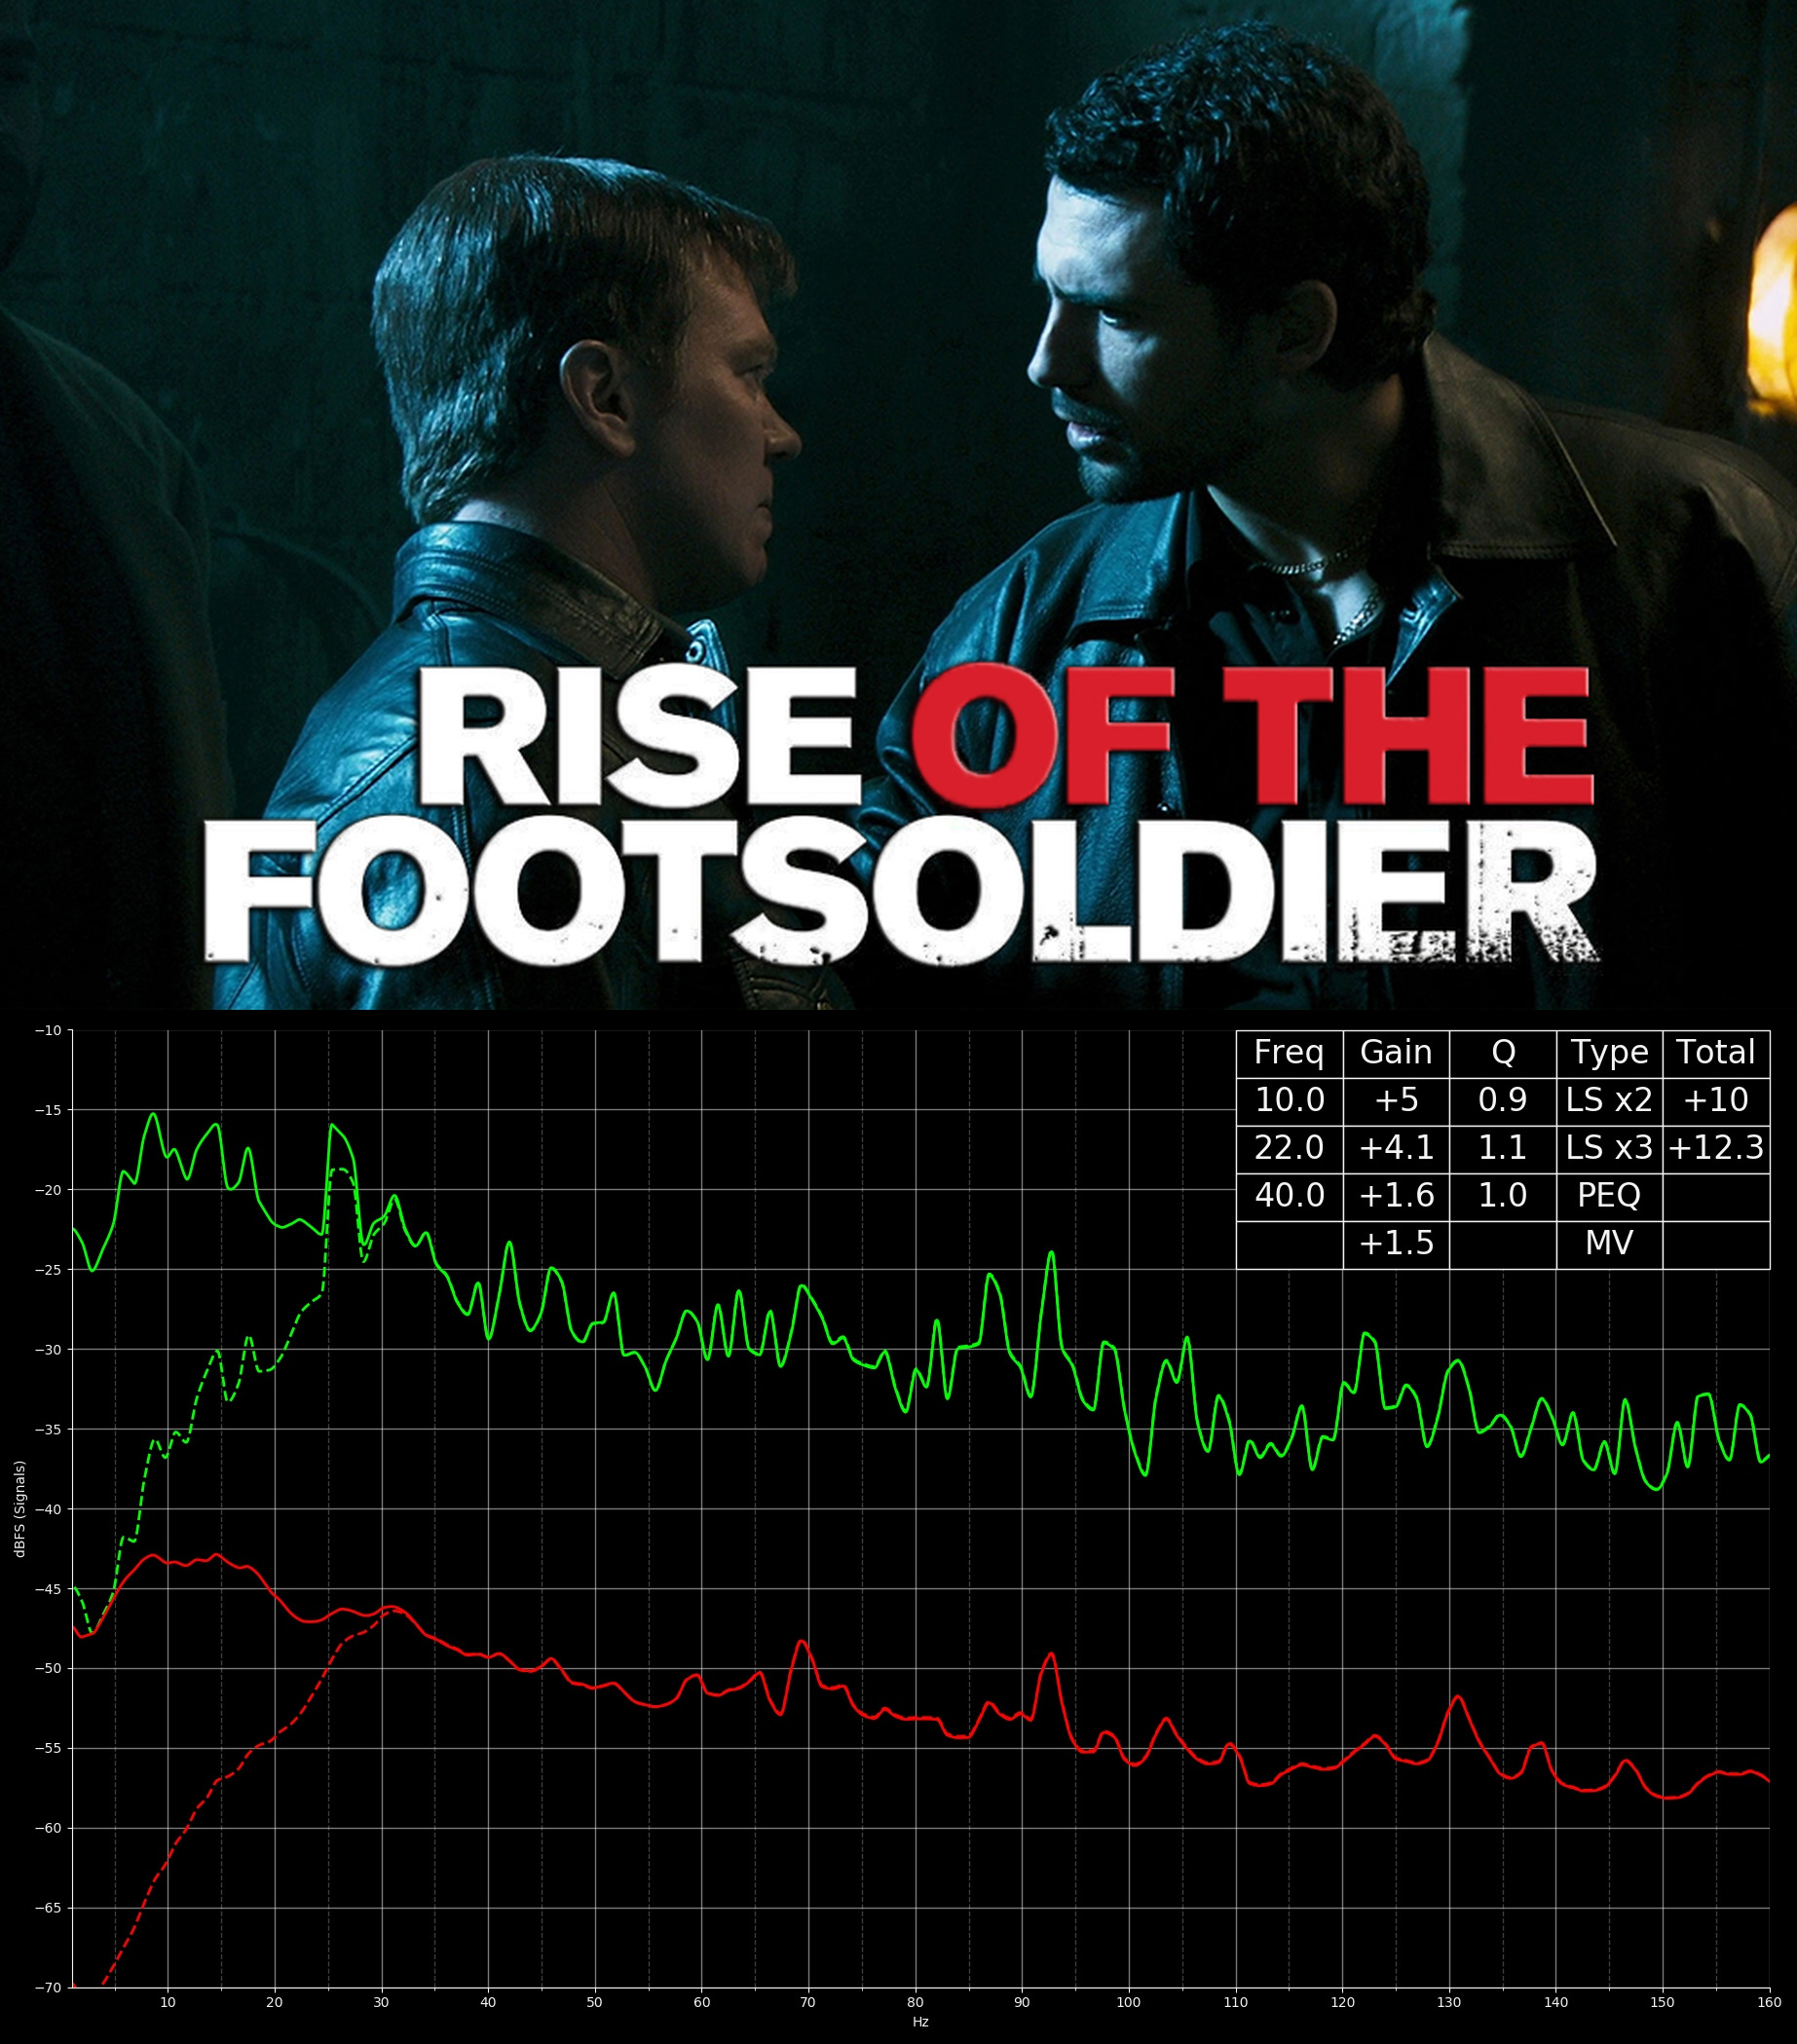 RISE OF THE
FOOTSOLDIER
Freq Gain Q Type Total
10.0 +5 0.9 LS x2 +10
22.0 +4.1 1.1 LS x3 +12.3
40.0 +1.6 1.0 PEQ
+1.5 MV
−10
−15
−20
−25
−30
−35
−40
−45
−50
−55
−60
−65
−70
dBFS (Signals)
10 20 30 40 50 60 70 80 90 100 110 120 130 140 150 160
Hz